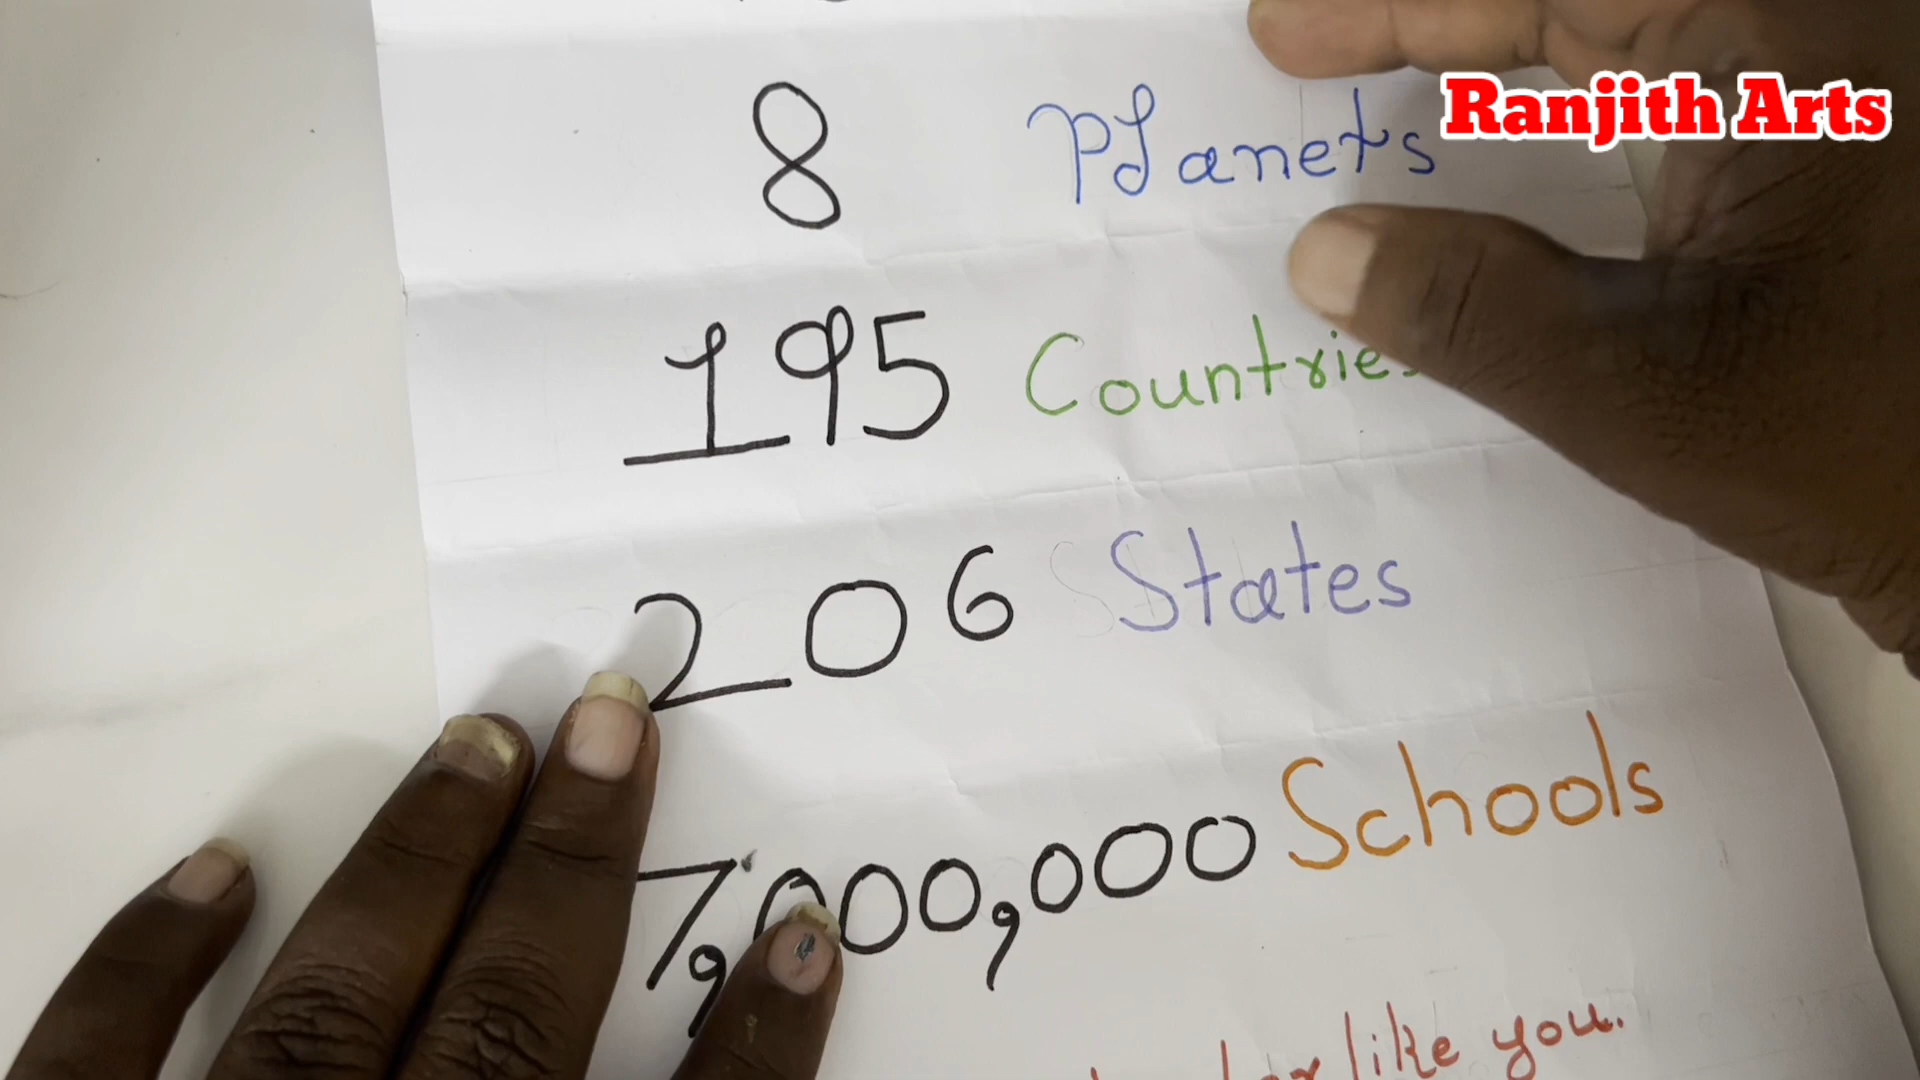 Ranjith Arts
8 Planets
195 Countries
206 States
7,000,000 Schools
like you.